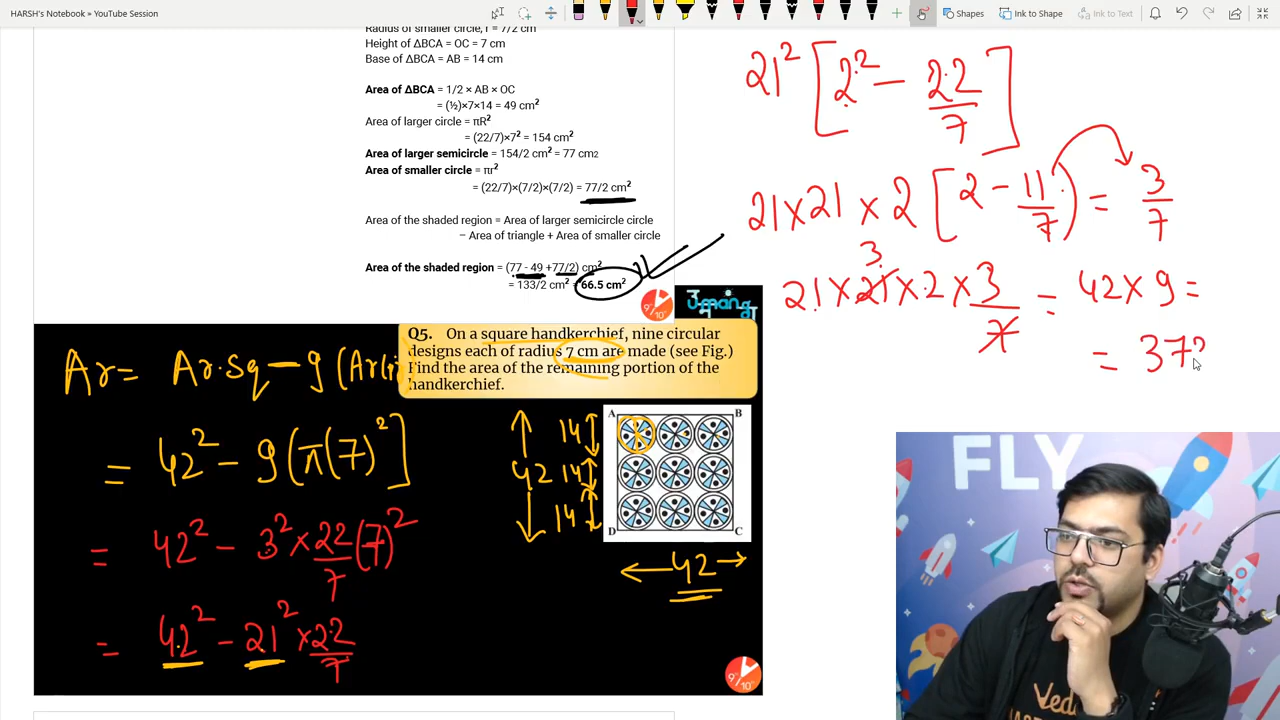 HARSH's Notebook » YouTube Session
Shapes
Ink to Shape
Ink to Text
Radius of smaller circle, r = 7/2 cm
Height of ΔBCA = OC = 7 cm
Base of ΔBCA = AB = 14 cm
Area of ΔBCA = 1/2 × AB × OC
= (½)×7×14 = 49 cm²
Area of larger circle = πR²
= (22/7)×7² = 154 cm²
Area of larger semicircle = 154/2 cm² = 77 cm2
Area of smaller circle = πr²
= (22/7)×(7/2)×(7/2) = 77/2 cm²
Area of the shaded region = Area of larger semicircle circle
− Area of triangle + Area of smaller circle
Area of the shaded region = (77 - 49 +77/2) cm²
= 133/2 cm² = 66.5 cm²
उमंग
9th/10th
21² [2² − 22/7]
21×21×2 [2 − 11/7) = 3/7
3
21×21×2×3/7 = 42×9 =
= 37
Q5. On a square handkerchief, nine circular
designs each of radius 7 cm are made (see Fig.)
Find the area of the remaining portion of the
handkerchief.
Ar = Ar.Sq − 9 (Ar
= 42² − 9(π(7)²]
= 42² − 3² × 22/7 (7)²
= 42² − 21² × 22/7
A B
14
42 14
14
D C
42
9th/10th
FLY
Veda